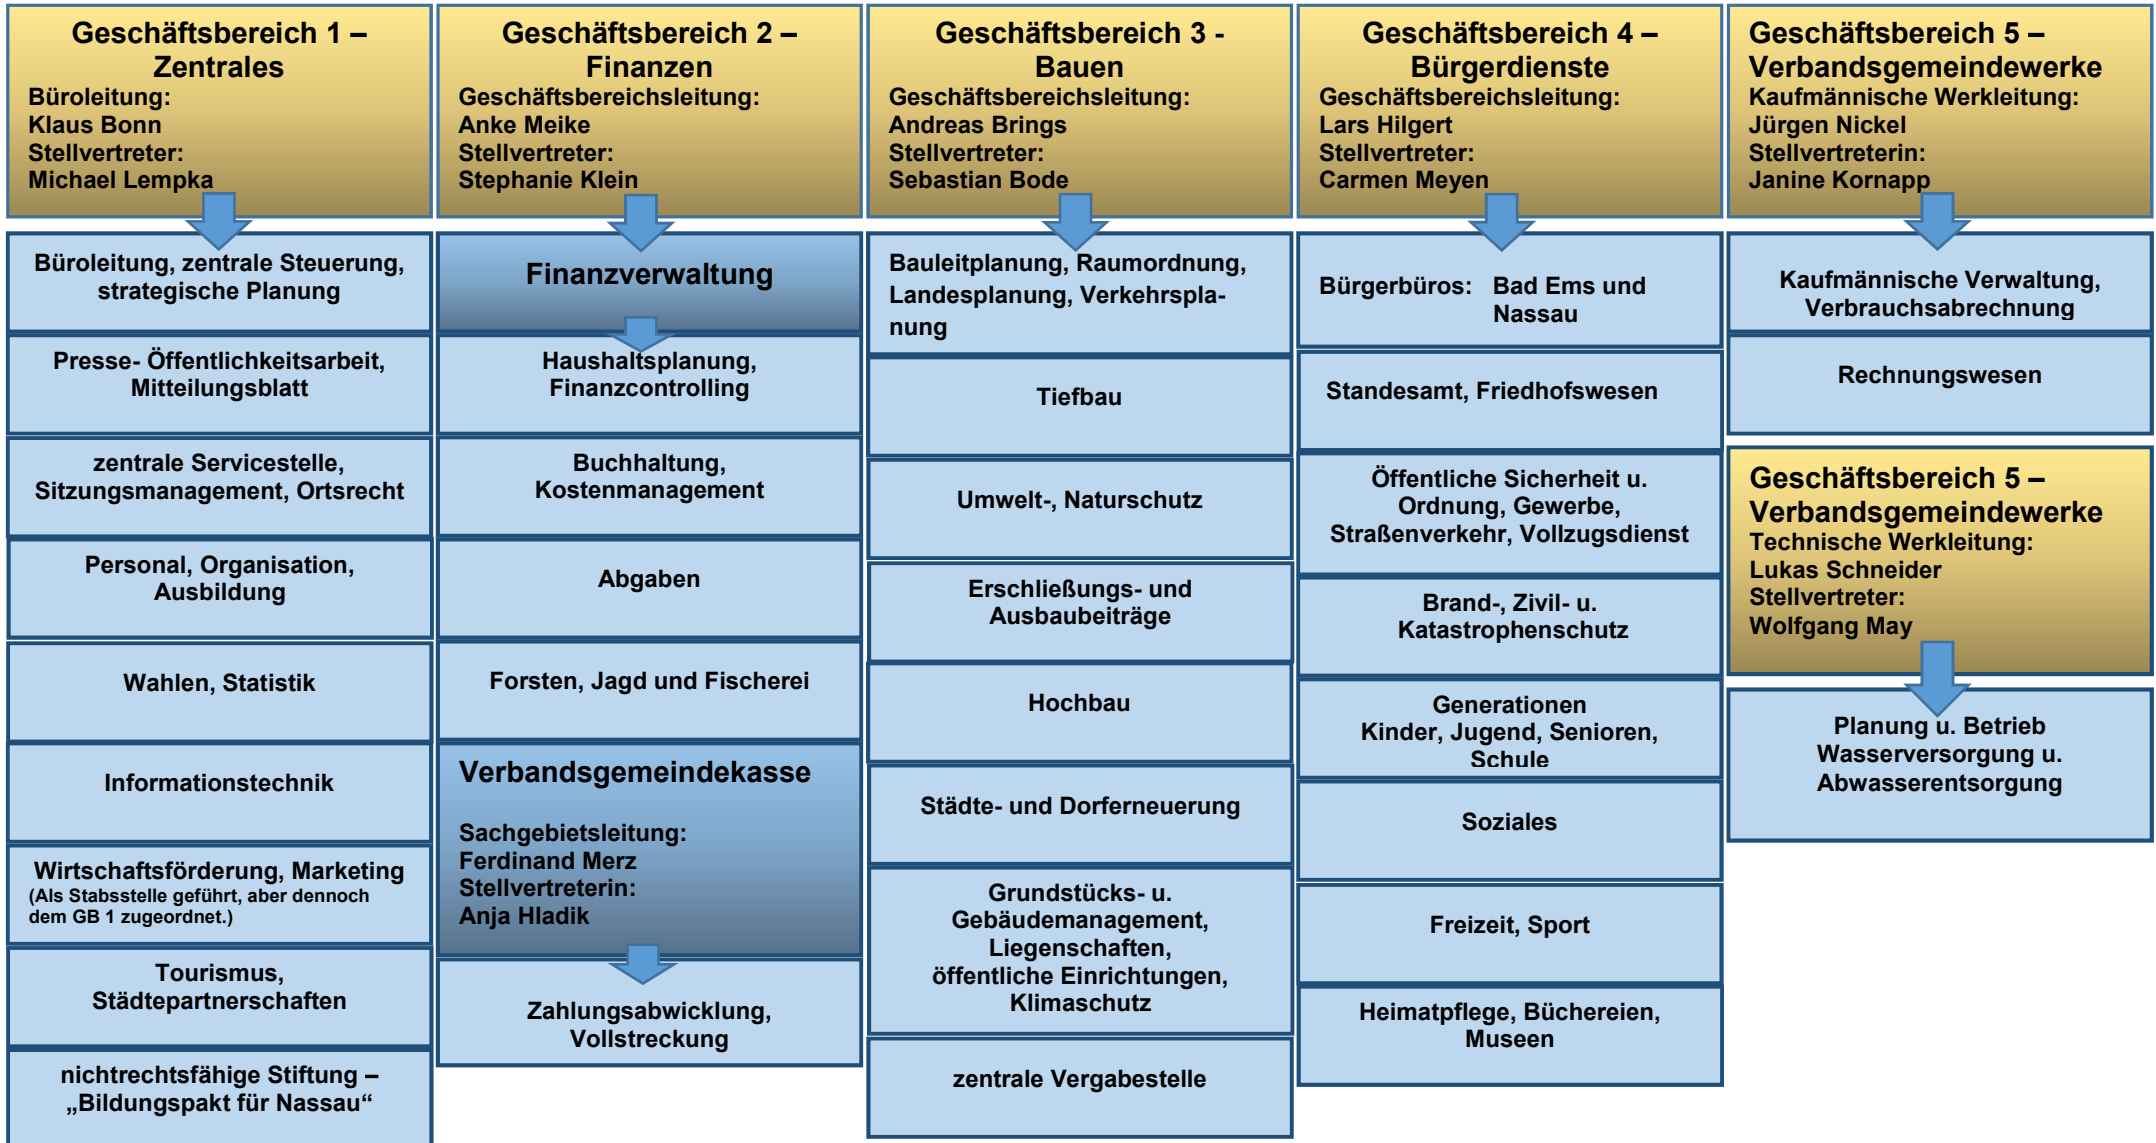 Geschäftsbereich 1 –
Zentrales
Büroleitung:
Klaus Bonn
Stellvertreter:
Michael Lempka
Büroleitung, zentrale Steuerung,
strategische Planung
Presse- Öffentlichkeitsarbeit,
Mitteilungsblatt
zentrale Servicestelle,
Sitzungsmanagement, Ortsrecht
Personal, Organisation,
Ausbildung
Wahlen, Statistik
Informationstechnik
Wirtschaftsförderung, Marketing
(Als Stabsstelle geführt, aber dennoch
dem GB 1 zugeordnet.)
Tourismus,
Städtepartnerschaften
nichtrechtsfähige Stiftung –
„Bildungspakt für Nassau“
Geschäftsbereich 2 –
Finanzen
Geschäftsbereichsleitung:
Anke Meike
Stellvertreter:
Stephanie Klein
Finanzverwaltung
Haushaltsplanung,
Finanzcontrolling
Buchhaltung,
Kostenmanagement
Abgaben
Forsten, Jagd und Fischerei
Verbandsgemeindekasse
Sachgebietsleitung:
Ferdinand Merz
Stellvertreterin:
Anja Hladik
Zahlungsabwicklung,
Vollstreckung
Geschäftsbereich 3 -
Bauen
Geschäftsbereichsleitung:
Andreas Brings
Stellvertreter:
Sebastian Bode
Bauleitplanung, Raumordnung,
Landesplanung, Verkehrspla-
nung
Tiefbau
Umwelt-, Naturschutz
Erschließungs- und
Ausbaubeiträge
Hochbau
Städte- und Dorferneuerung
Grundstücks- u.
Gebäudemanagement,
Liegenschaften,
öffentliche Einrichtungen,
Klimaschutz
zentrale Vergabestelle
Geschäftsbereich 4 –
Bürgerdienste
Geschäftsbereichsleitung:
Lars Hilgert
Stellvertreter:
Carmen Meyen
Bürgerbüros: Bad Ems und
Nassau
Standesamt, Friedhofswesen
Öffentliche Sicherheit u.
Ordnung, Gewerbe,
Straßenverkehr, Vollzugsdienst
Brand-, Zivil- u.
Katastrophenschutz
Generationen
Kinder, Jugend, Senioren,
Schule
Soziales
Freizeit, Sport
Heimatpflege, Büchereien,
Museen
Geschäftsbereich 5 –
Verbandsgemeindewerke
Kaufmännische Werkleitung:
Jürgen Nickel
Stellvertreterin:
Janine Kornapp
Kaufmännische Verwaltung,
Verbrauchsabrechnung
Rechnungswesen
Geschäftsbereich 5 –
Verbandsgemeindewerke
Technische Werkleitung:
Lukas Schneider
Stellvertreter:
Wolfgang May
Planung u. Betrieb
Wasserversorgung u.
Abwasserentsorgung